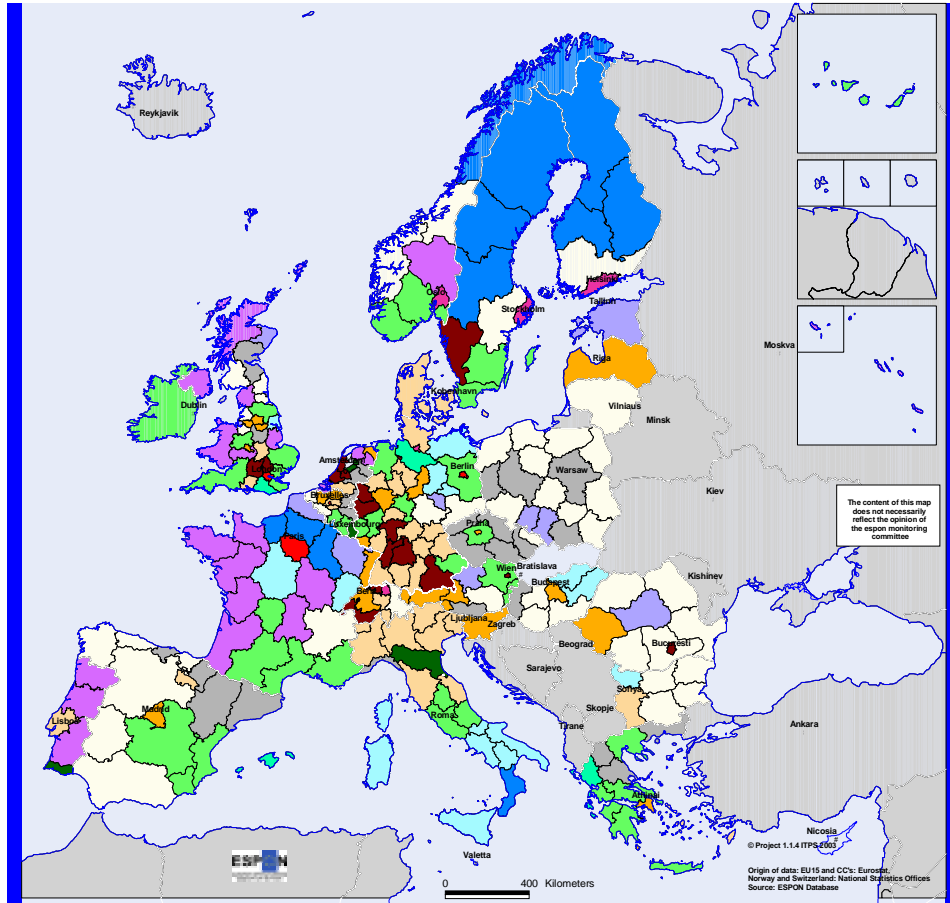 Reykjavik
Helsinki
Oslo
Tallinn
Stockholm
Moskva
Riga
Kobenhavn
Vilniaus
Dublin
Minsk
London
Amsterdam
Berlin
Warsaw
Bruxelles
Kiev
The content of this map
does not necessarily
reflect the opinion of
the espon monitoring
committee
Luxembourg
Praha
Paris
Wien
Bratislava
Kishinev
Budapest
Bern
Ljubljana
Zagreb
Beograd
Bucuresti
Sarajevo
Sofiya
Skopje
Madrid
Lisboa
Roma
Tirane
Ankara
Athinai
Nicosia
© Project 1.1.4 ITPS 2003
Valetta
ESPON
Origin of data: EU15 and CC's: Eurostat,
Norway and Switzerland: National Statistics Offices
Source: ESPON Database
0 400 Kilometers